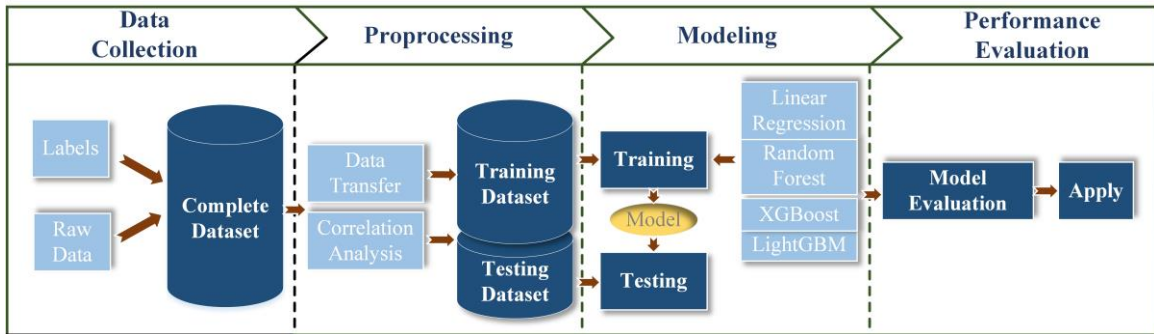 Data
Collection
Proprocessing
Modeling
Performance
Evaluation
Labels
Raw
Data
Complete
Dataset
Data
Transfer
Correlation
Analysis
Training
Dataset
Testing
Dataset
Training
Model
Testing
Linear
Regression
Random
Forest
XGBoost
LightGBM
Model
Evaluation
Apply